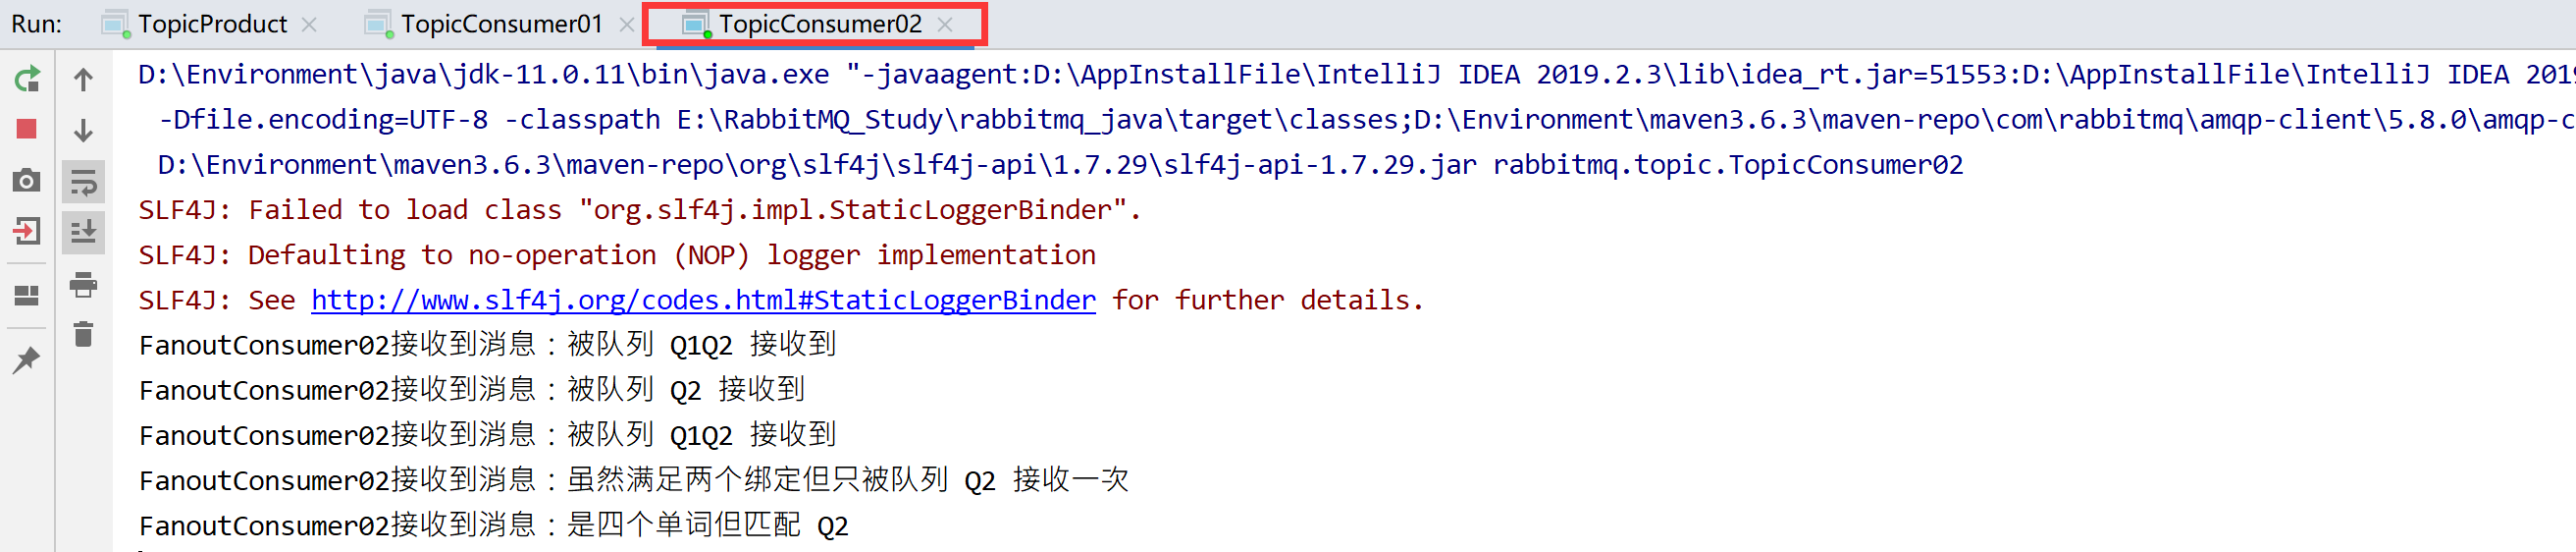 Run: TopicProduct TopicConsumer01 TopicConsumer02
D:\Environment\java\jdk-11.0.11\bin\java.exe "-javaagent:D:\AppInstallFile\IntelliJ IDEA 2019.2.3\lib\idea_rt.jar=51553:D:\AppInstallFile\IntelliJ IDEA 2019
-Dfile.encoding=UTF-8 -classpath E:\RabbitMQ_Study\rabbitmq_java\target\classes;D:\Environment\maven3.6.3\maven-repo\com\rabbitmq\amqp-client\5.8.0\amqp-c
D:\Environment\maven3.6.3\maven-repo\org\slf4j\slf4j-api\1.7.29\slf4j-api-1.7.29.jar rabbitmq.topic.TopicConsumer02
SLF4J: Failed to load class "org.slf4j.impl.StaticLoggerBinder".
SLF4J: Defaulting to no-operation (NOP) logger implementation
SLF4J: See http://www.slf4j.org/codes.html#StaticLoggerBinder for further details.
FanoutConsumer02接收到消息：被队列 Q1Q2 接收到
FanoutConsumer02接收到消息：被队列 Q2 接收到
FanoutConsumer02接收到消息：被队列 Q1Q2 接收到
FanoutConsumer02接收到消息：虽然满足两个绑定但只被队列 Q2 接收一次
FanoutConsumer02接收到消息：是四个单词但匹配 Q2